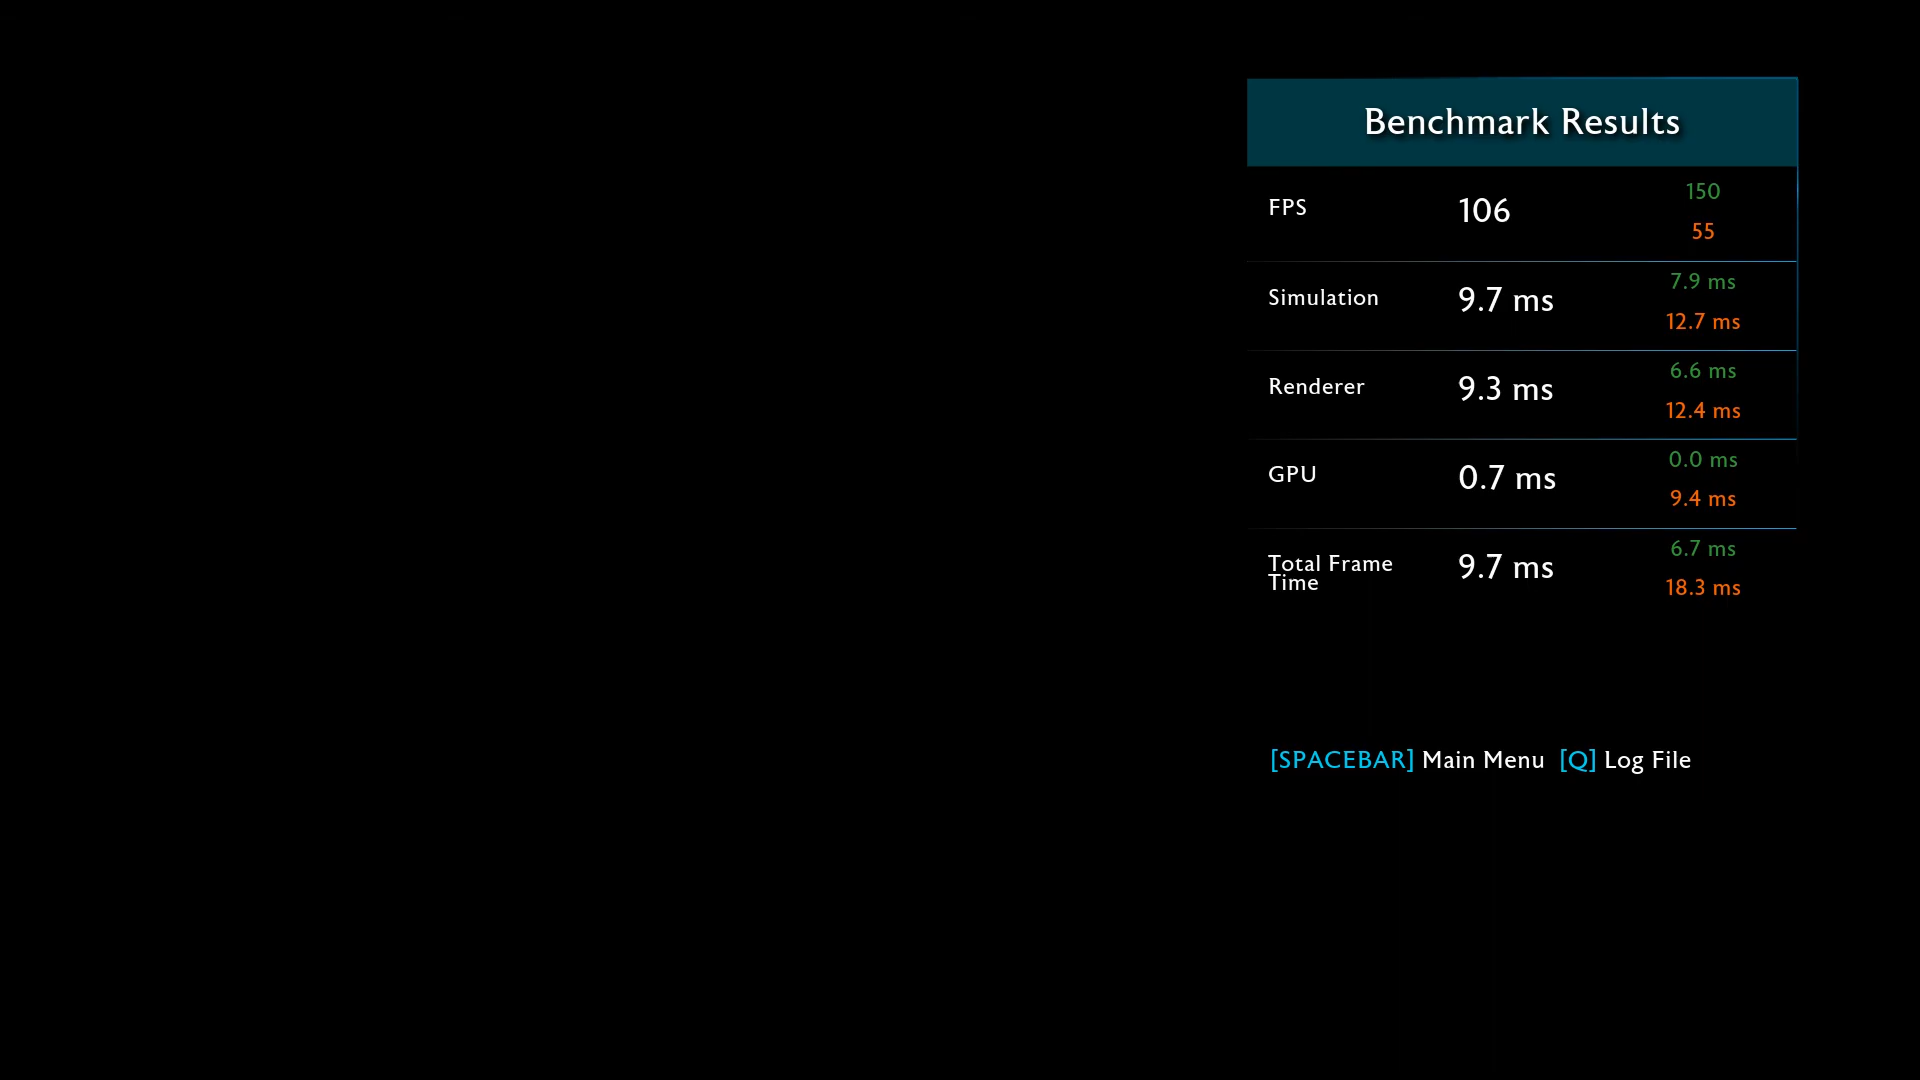 Benchmark Results
FPS 106 150
55
Simulation 9.7 ms 7.9 ms
12.7 ms
Renderer 9.3 ms 6.6 ms
12.4 ms
GPU 0.7 ms 0.0 ms
9.4 ms
Total Frame
Time 9.7 ms 6.7 ms
18.3 ms
[SPACEBAR] Main Menu [Q] Log File